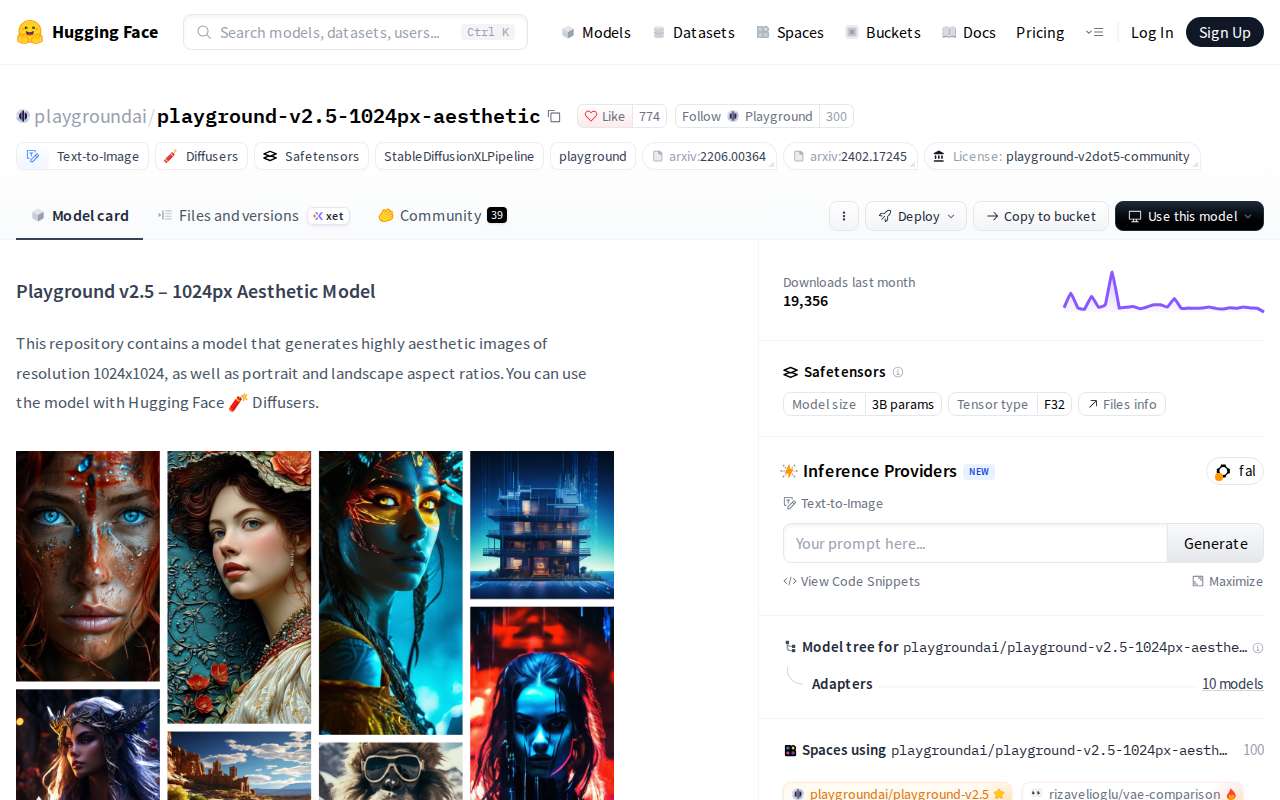 Hugging Face
Search models, datasets, users... Ctrl K
Models
Datasets
Spaces
Buckets
Docs
Pricing
Log In
Sign Up
playgroundai/playground-v2.5-1024px-aesthetic
Like 774
Follow Playground 300
Text-to-Image
Diffusers
Safetensors
StableDiffusionXLPipeline
playground
arxiv:2206.00364
arxiv:2402.17245
License: playground-v2dot5-community
Model card
Files and versions xet
Community 39
Deploy
Copy to bucket
Use this model
Playground v2.5 – 1024px Aesthetic Model
This repository contains a model that generates highly aesthetic images of
resolution 1024x1024, as well as portrait and landscape aspect ratios. You can use
the model with Hugging Face 🧨 Diffusers.
Downloads last month
19,356
Safetensors
Model size 3B params
Tensor type F32
Files info
Inference Providers NEW
fal
Text-to-Image
Your prompt here...
Generate
View Code Snippets
Maximize
Model tree for playgroundai/playground-v2.5-1024px-aesthe…
Adapters
10 models
Spaces using playgroundai/playground-v2.5-1024px-aesth… 100
playgroundai/playground-v2.5 ⭐
👀 rizavelioglu/vae-comparison 🔥